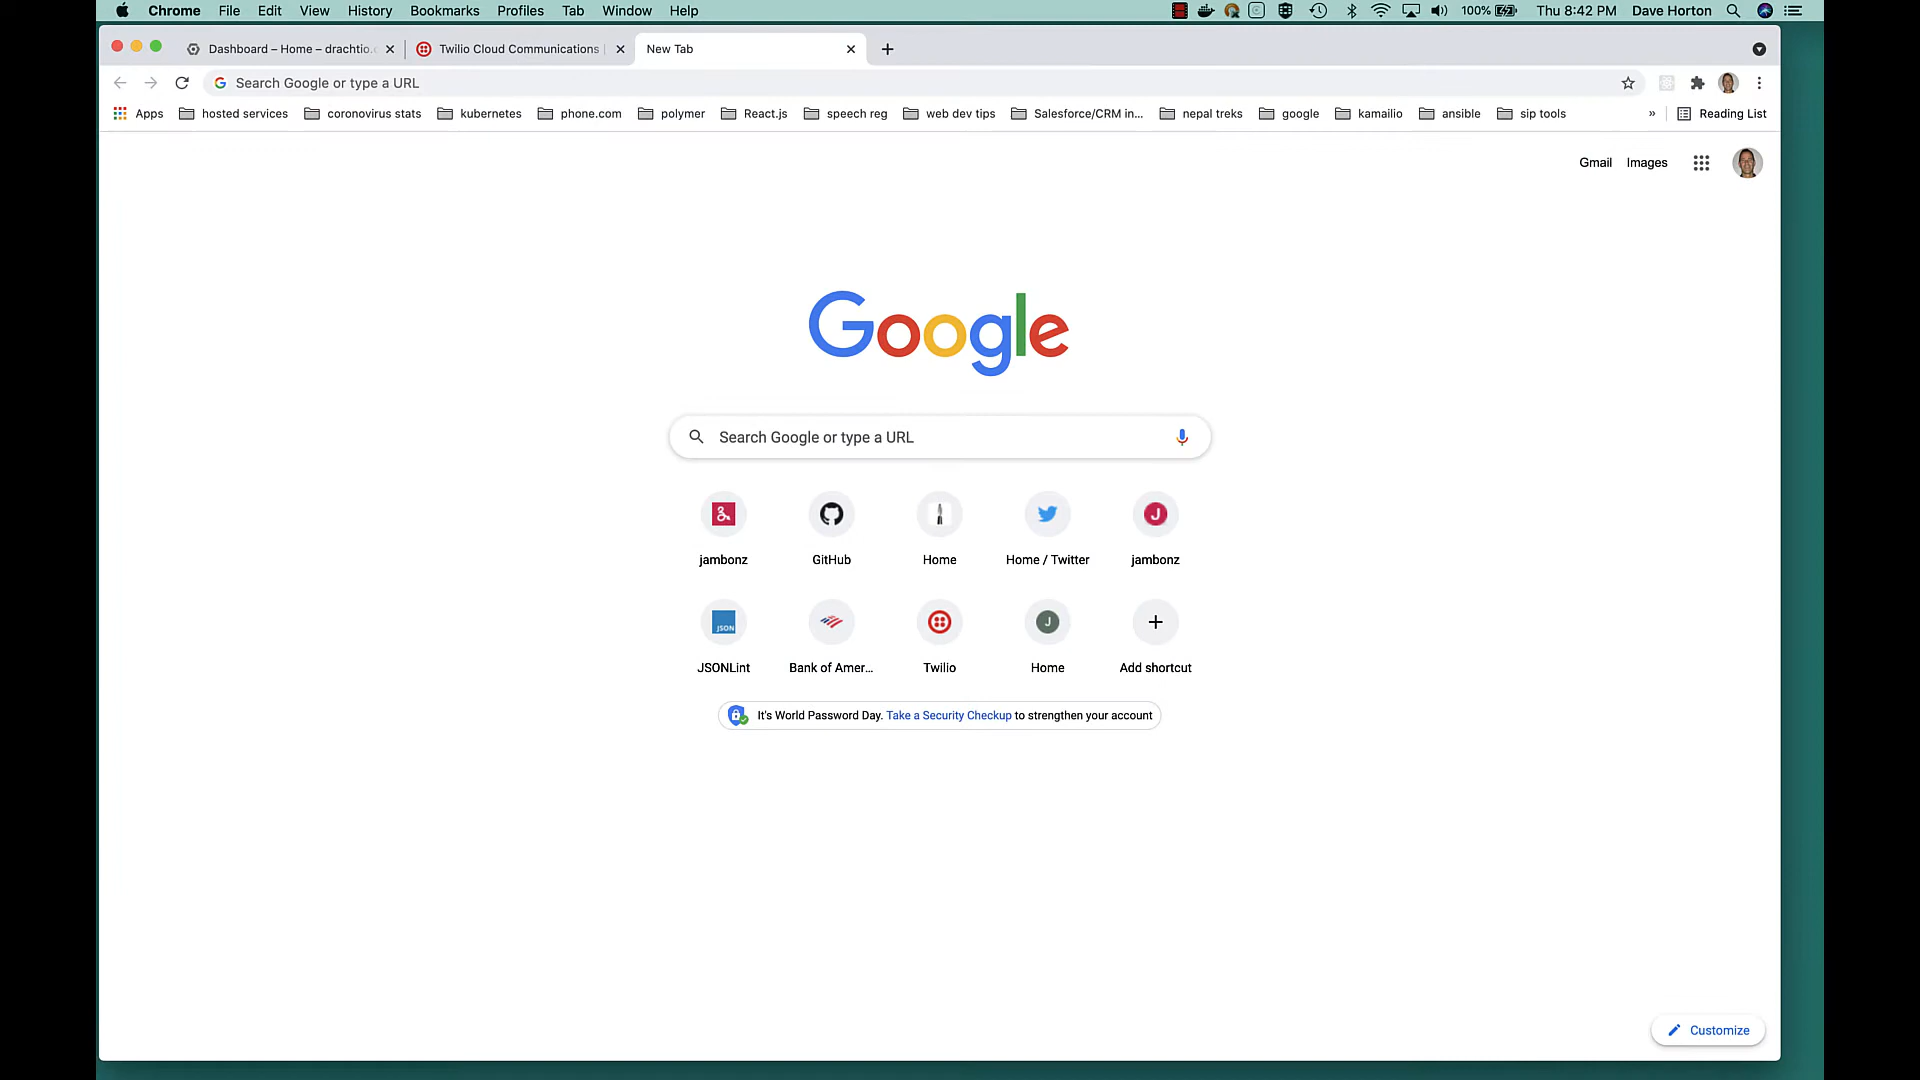 Chrome File Edit View History Bookmarks Profiles Tab Window Help 100% Thu 8:42 PM Dave Horton
Dashboard – Home – drachtio. Twilio Cloud Communications New Tab
Search Google or type a URL
Apps hosted services coronovirus stats kubernetes phone.com polymer React.js speech reg web dev tips Salesforce/CRM in... nepal treks google kamailio ansible sip tools » Reading List
Gmail Images
Google
Search Google or type a URL
jambonz GitHub Home Home / Twitter jambonz
JSONLint Bank of Amer... Twilio Home Add shortcut
It's World Password Day. Take a Security Checkup to strengthen your account
Customize